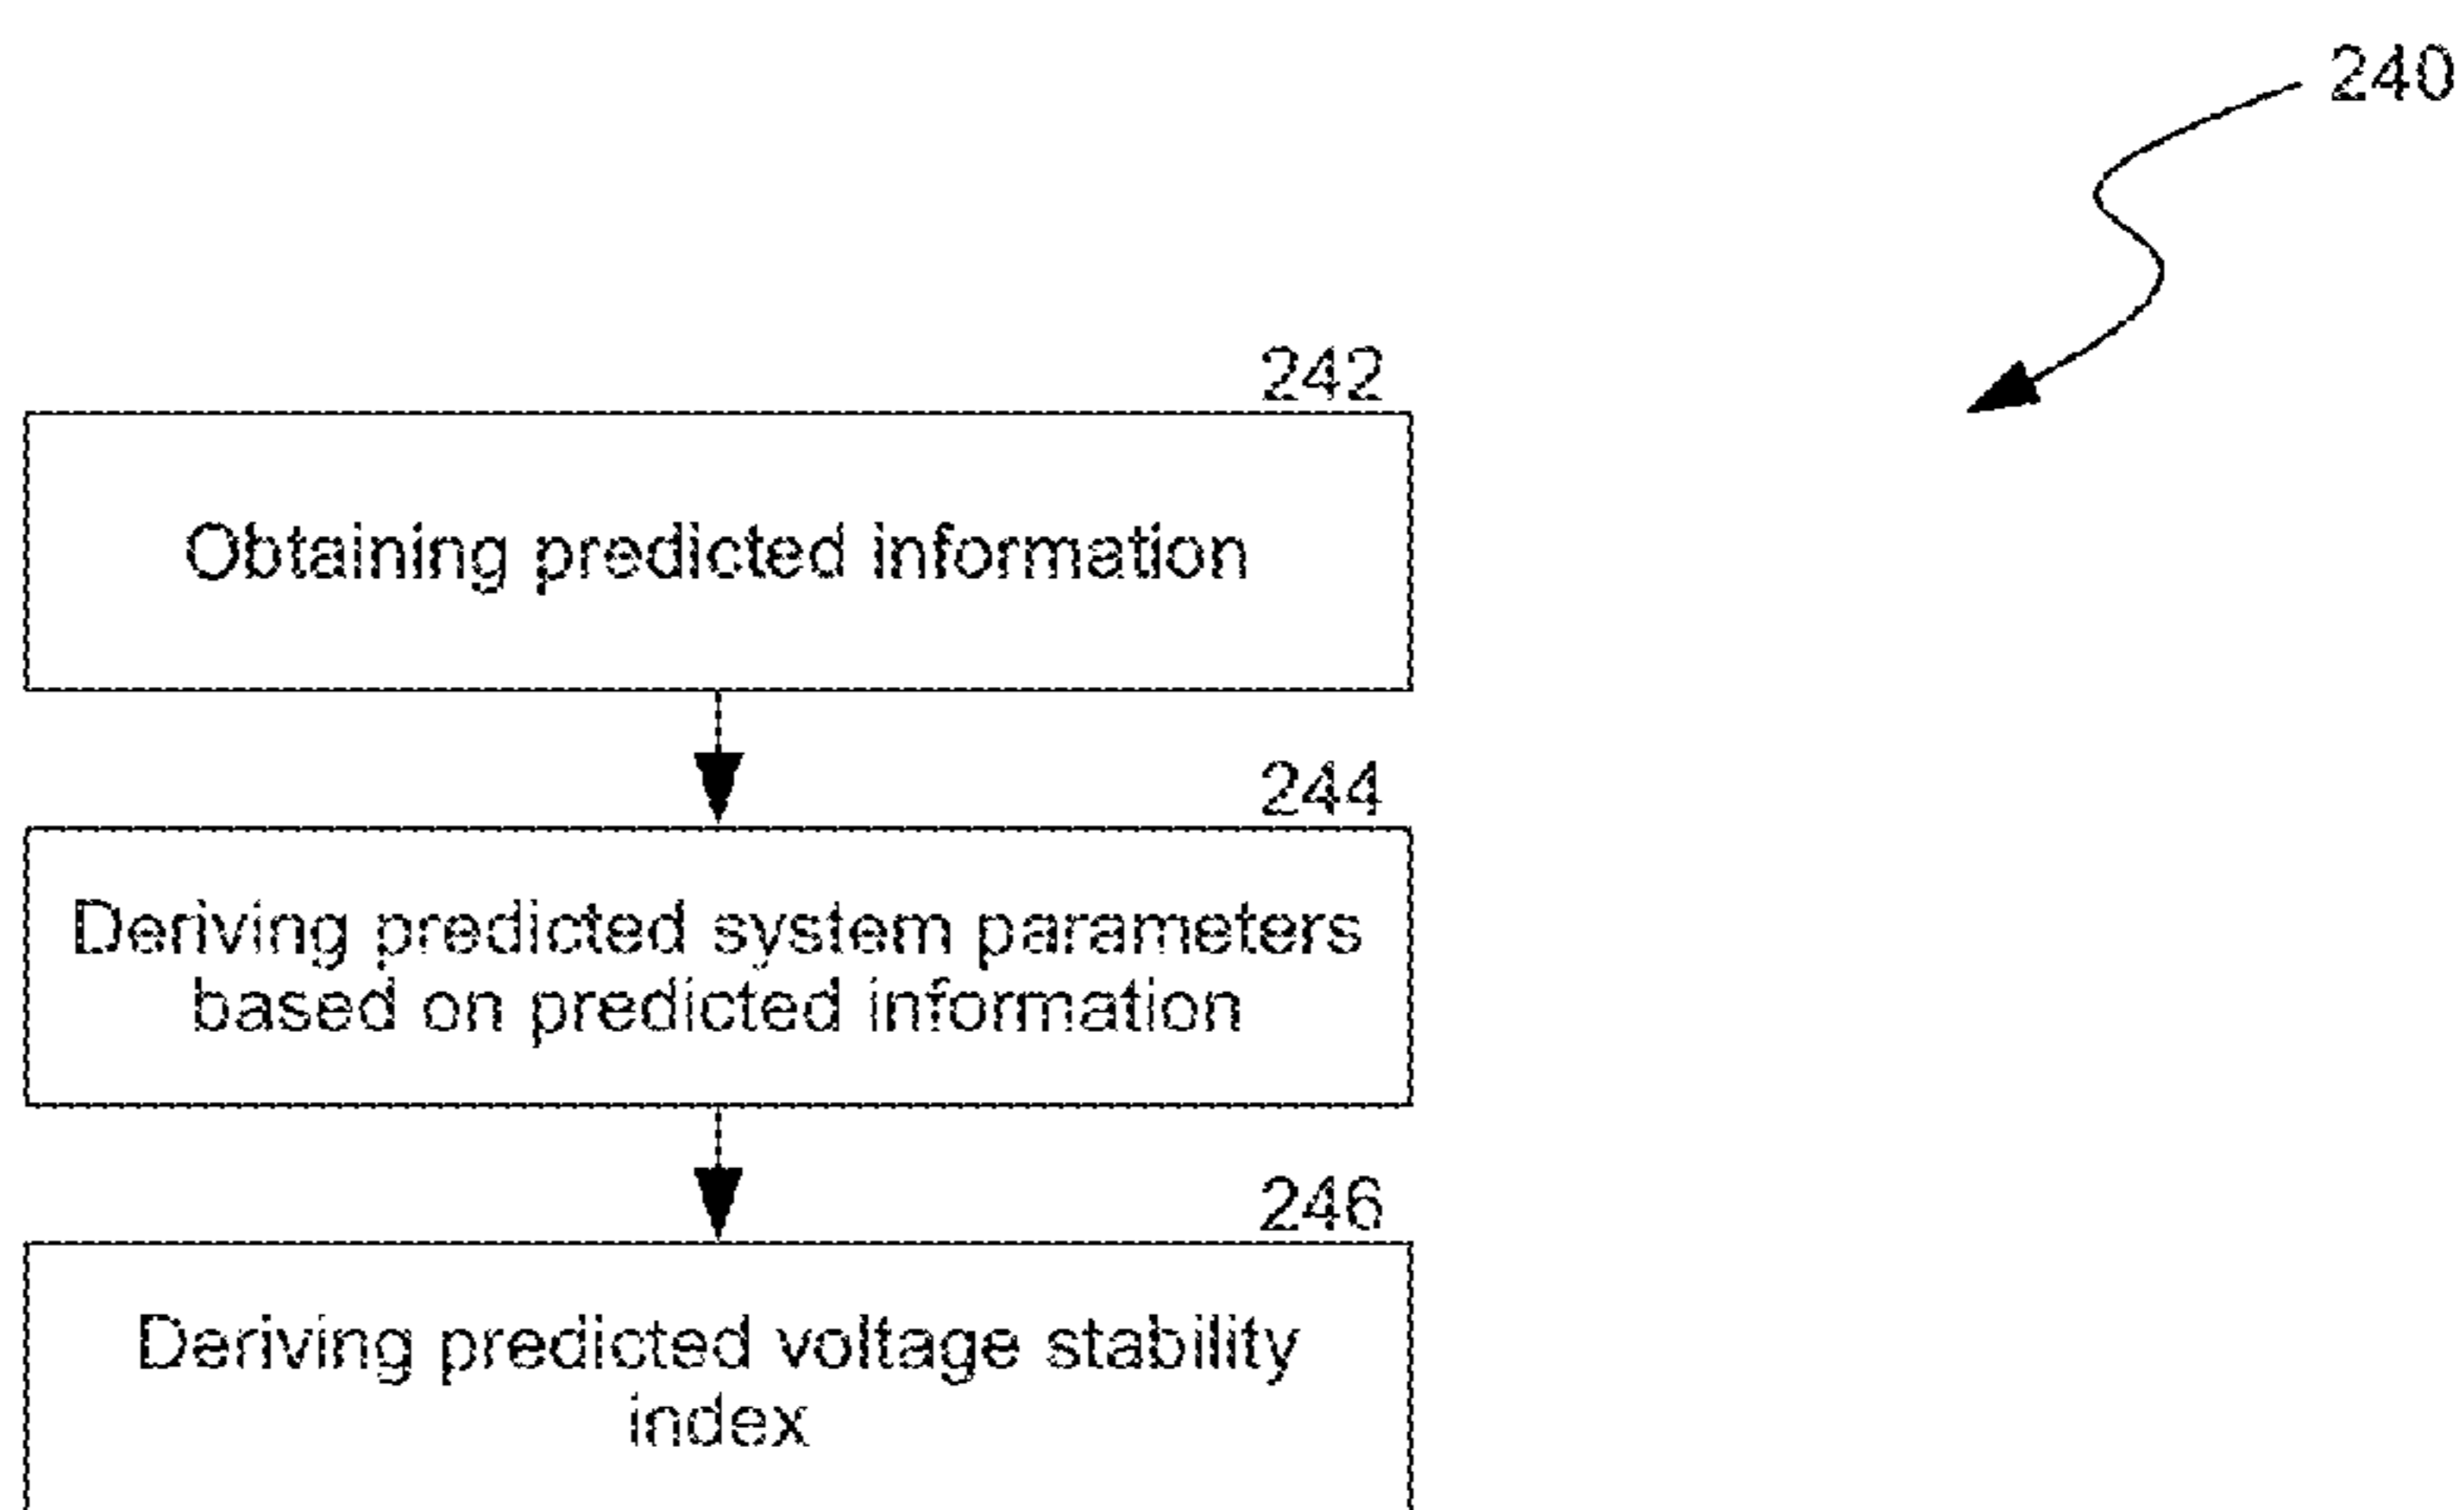 240
242
Obtaining predicted information
244
Deriving predicted system parameters
based on predicted information
246
Deriving predicted voltage stability
index